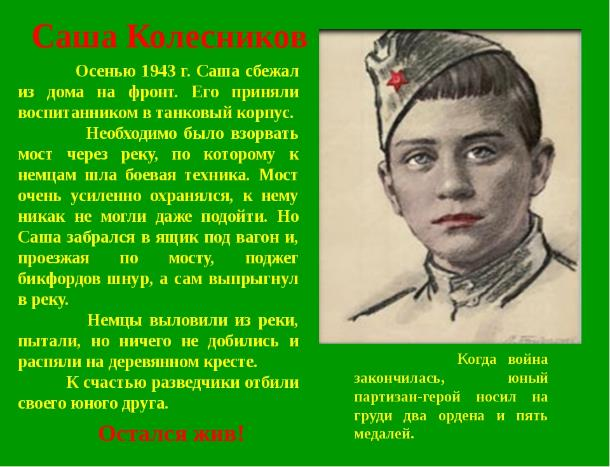 Саша Колесников
Осенью 1943 г. Саша сбежал
из дома на фронт. Его приняли
воспитанником в танковый корпус.
Необходимо было взорвать
мост через реку, по которому к
немцам шла боевая техника. Мост
очень усиленно охранялся, к нему
никак не могли даже подойти. Но
Саша забрался в ящик под вагон и,
проезжая по мосту, поджег
бикфордов шнур, а сам выпрыгнул
в реку.
Немцы выловили из реки,
пытали, но ничего не добились и
распяли на деревянном кресте.
К счастью разведчики отбили
своего юного друга.
Остался жив!
Когда война
закончилась, юный
партизан-герой носил на
груди два ордена и пять
медалей.